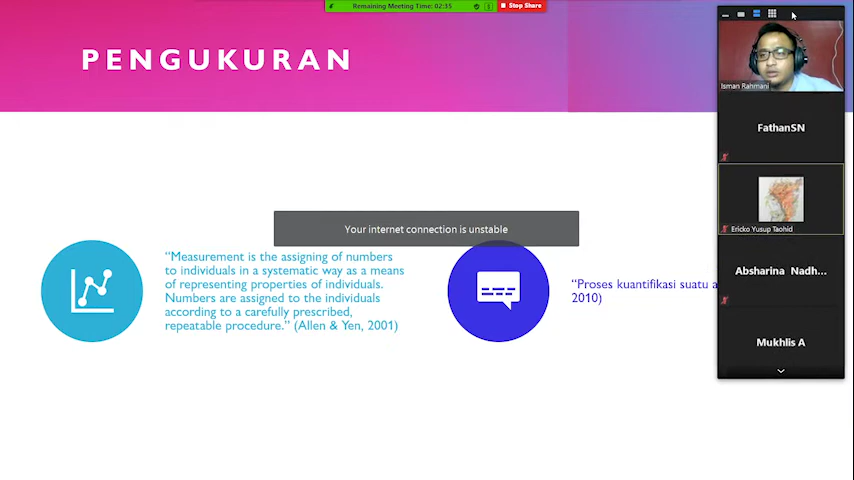 Remaining Meeting Time: 02:35
Stop Share
PENGUKURAN
Isman Rahmani
FathanSN
Ericko Yusup Taohid
Absharina Nadh...
Mukhlis A
Your internet connection is unstable
“Measurement is the assigning of numbers
to individuals in a systematic way as a means
of representing properties of individuals.
Numbers are assigned to the individuals
according to a carefully prescribed,
repeatable procedure.” (Allen & Yen, 2001)
“Proses kuantifikasi suatu a
2010)